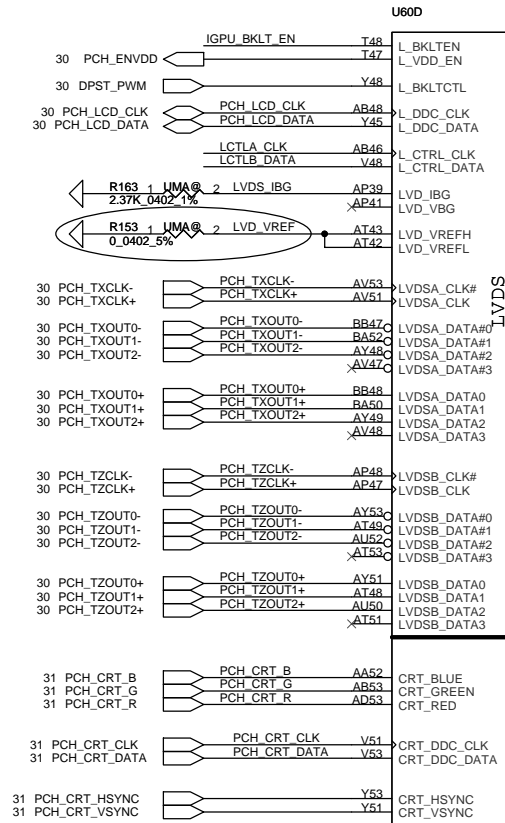 U60D
IGPU_BKLT_EN T48 L_BKLTEN
30 PCH_ENVDD T47 L_VDD_EN
30 DPST_PWM Y48 L_BKLTCTL
30 PCH_LCD_CLK PCH_LCD_CLK AB48 L_DDC_CLK
30 PCH_LCD_DATA PCH_LCD_DATA Y45 L_DDC_DATA
LCTLA_CLK AB46 L_CTRL_CLK
LCTLB_DATA V48 L_CTRL_DATA
R163 1 UMA@ 2 LVDS_IBG AP39 LVD_IBG
2.37K_0402_1% AP41 LVD_VBG
R153 1 UMA@ 2 LVD_VREF AT43 LVD_VREFH
0_0402_5% AT42 LVD_VREFL
LVDS
30 PCH_TXCLK- PCH_TXCLK- AV53 LVDSA_CLK#
30 PCH_TXCLK+ PCH_TXCLK+ AV51 LVDSA_CLK
30 PCH_TXOUT0- PCH_TXOUT0- BB47 LVDSA_DATA#0
30 PCH_TXOUT1- PCH_TXOUT1- BA52 LVDSA_DATA#1
30 PCH_TXOUT2- PCH_TXOUT2- AY48 LVDSA_DATA#2
AV47 LVDSA_DATA#3
30 PCH_TXOUT0+ PCH_TXOUT0+ BB48 LVDSA_DATA0
30 PCH_TXOUT1+ PCH_TXOUT1+ BA50 LVDSA_DATA1
30 PCH_TXOUT2+ PCH_TXOUT2+ AY49 LVDSA_DATA2
AV48 LVDSA_DATA3
30 PCH_TZCLK- PCH_TZCLK- AP48 LVDSB_CLK#
30 PCH_TZCLK+ PCH_TZCLK+ AP47 LVDSB_CLK
30 PCH_TZOUT0- PCH_TZOUT0- AY53 LVDSB_DATA#0
30 PCH_TZOUT1- PCH_TZOUT1- AT49 LVDSB_DATA#1
30 PCH_TZOUT2- PCH_TZOUT2- AU52 LVDSB_DATA#2
AT53 LVDSB_DATA#3
30 PCH_TZOUT0+ PCH_TZOUT0+ AY51 LVDSB_DATA0
30 PCH_TZOUT1+ PCH_TZOUT1+ AT48 LVDSB_DATA1
30 PCH_TZOUT2+ PCH_TZOUT2+ AU50 LVDSB_DATA2
AT51 LVDSB_DATA3
31 PCH_CRT_B PCH_CRT_B AA52 CRT_BLUE
31 PCH_CRT_G PCH_CRT_G AB53 CRT_GREEN
31 PCH_CRT_R PCH_CRT_R AD53 CRT_RED
31 PCH_CRT_CLK PCH_CRT_CLK V51 CRT_DDC_CLK
31 PCH_CRT_DATA PCH_CRT_DATA V53 CRT_DDC_DATA
31 PCH_CRT_HSYNC Y53 CRT_HSYNC
31 PCH_CRT_VSYNC Y51 CRT_VSYNC